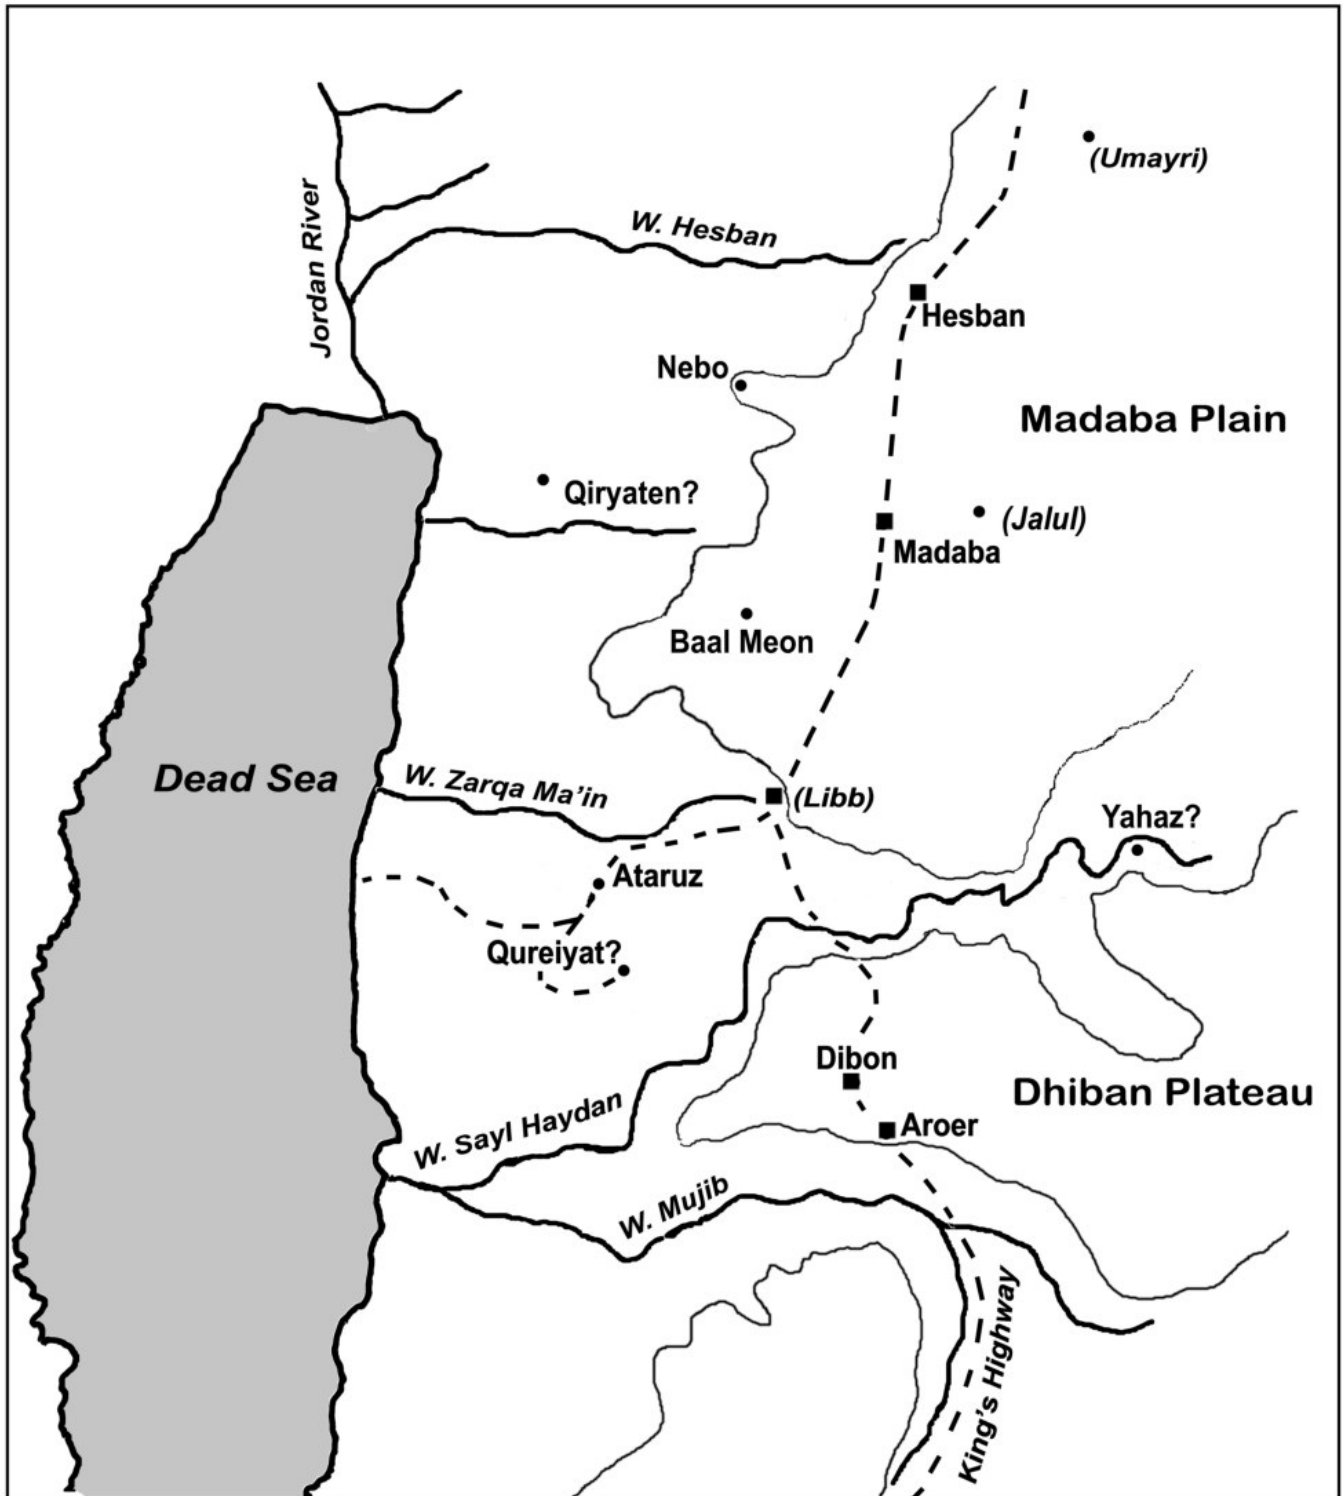 (Umayri)
W. Hesban
Jordan River
Hesban
Nebo
Madaba Plain
Qiryaten?
(Jalul)
Madaba
Baal Meon
Dead Sea
W. Zarqa Ma'in
(Libb)
Yahaz?
Ataruz
Qureiyat?
Dibon
Dhiban Plateau
W. Sayl Haydan
Aroer
W. Mujib
King's Highway